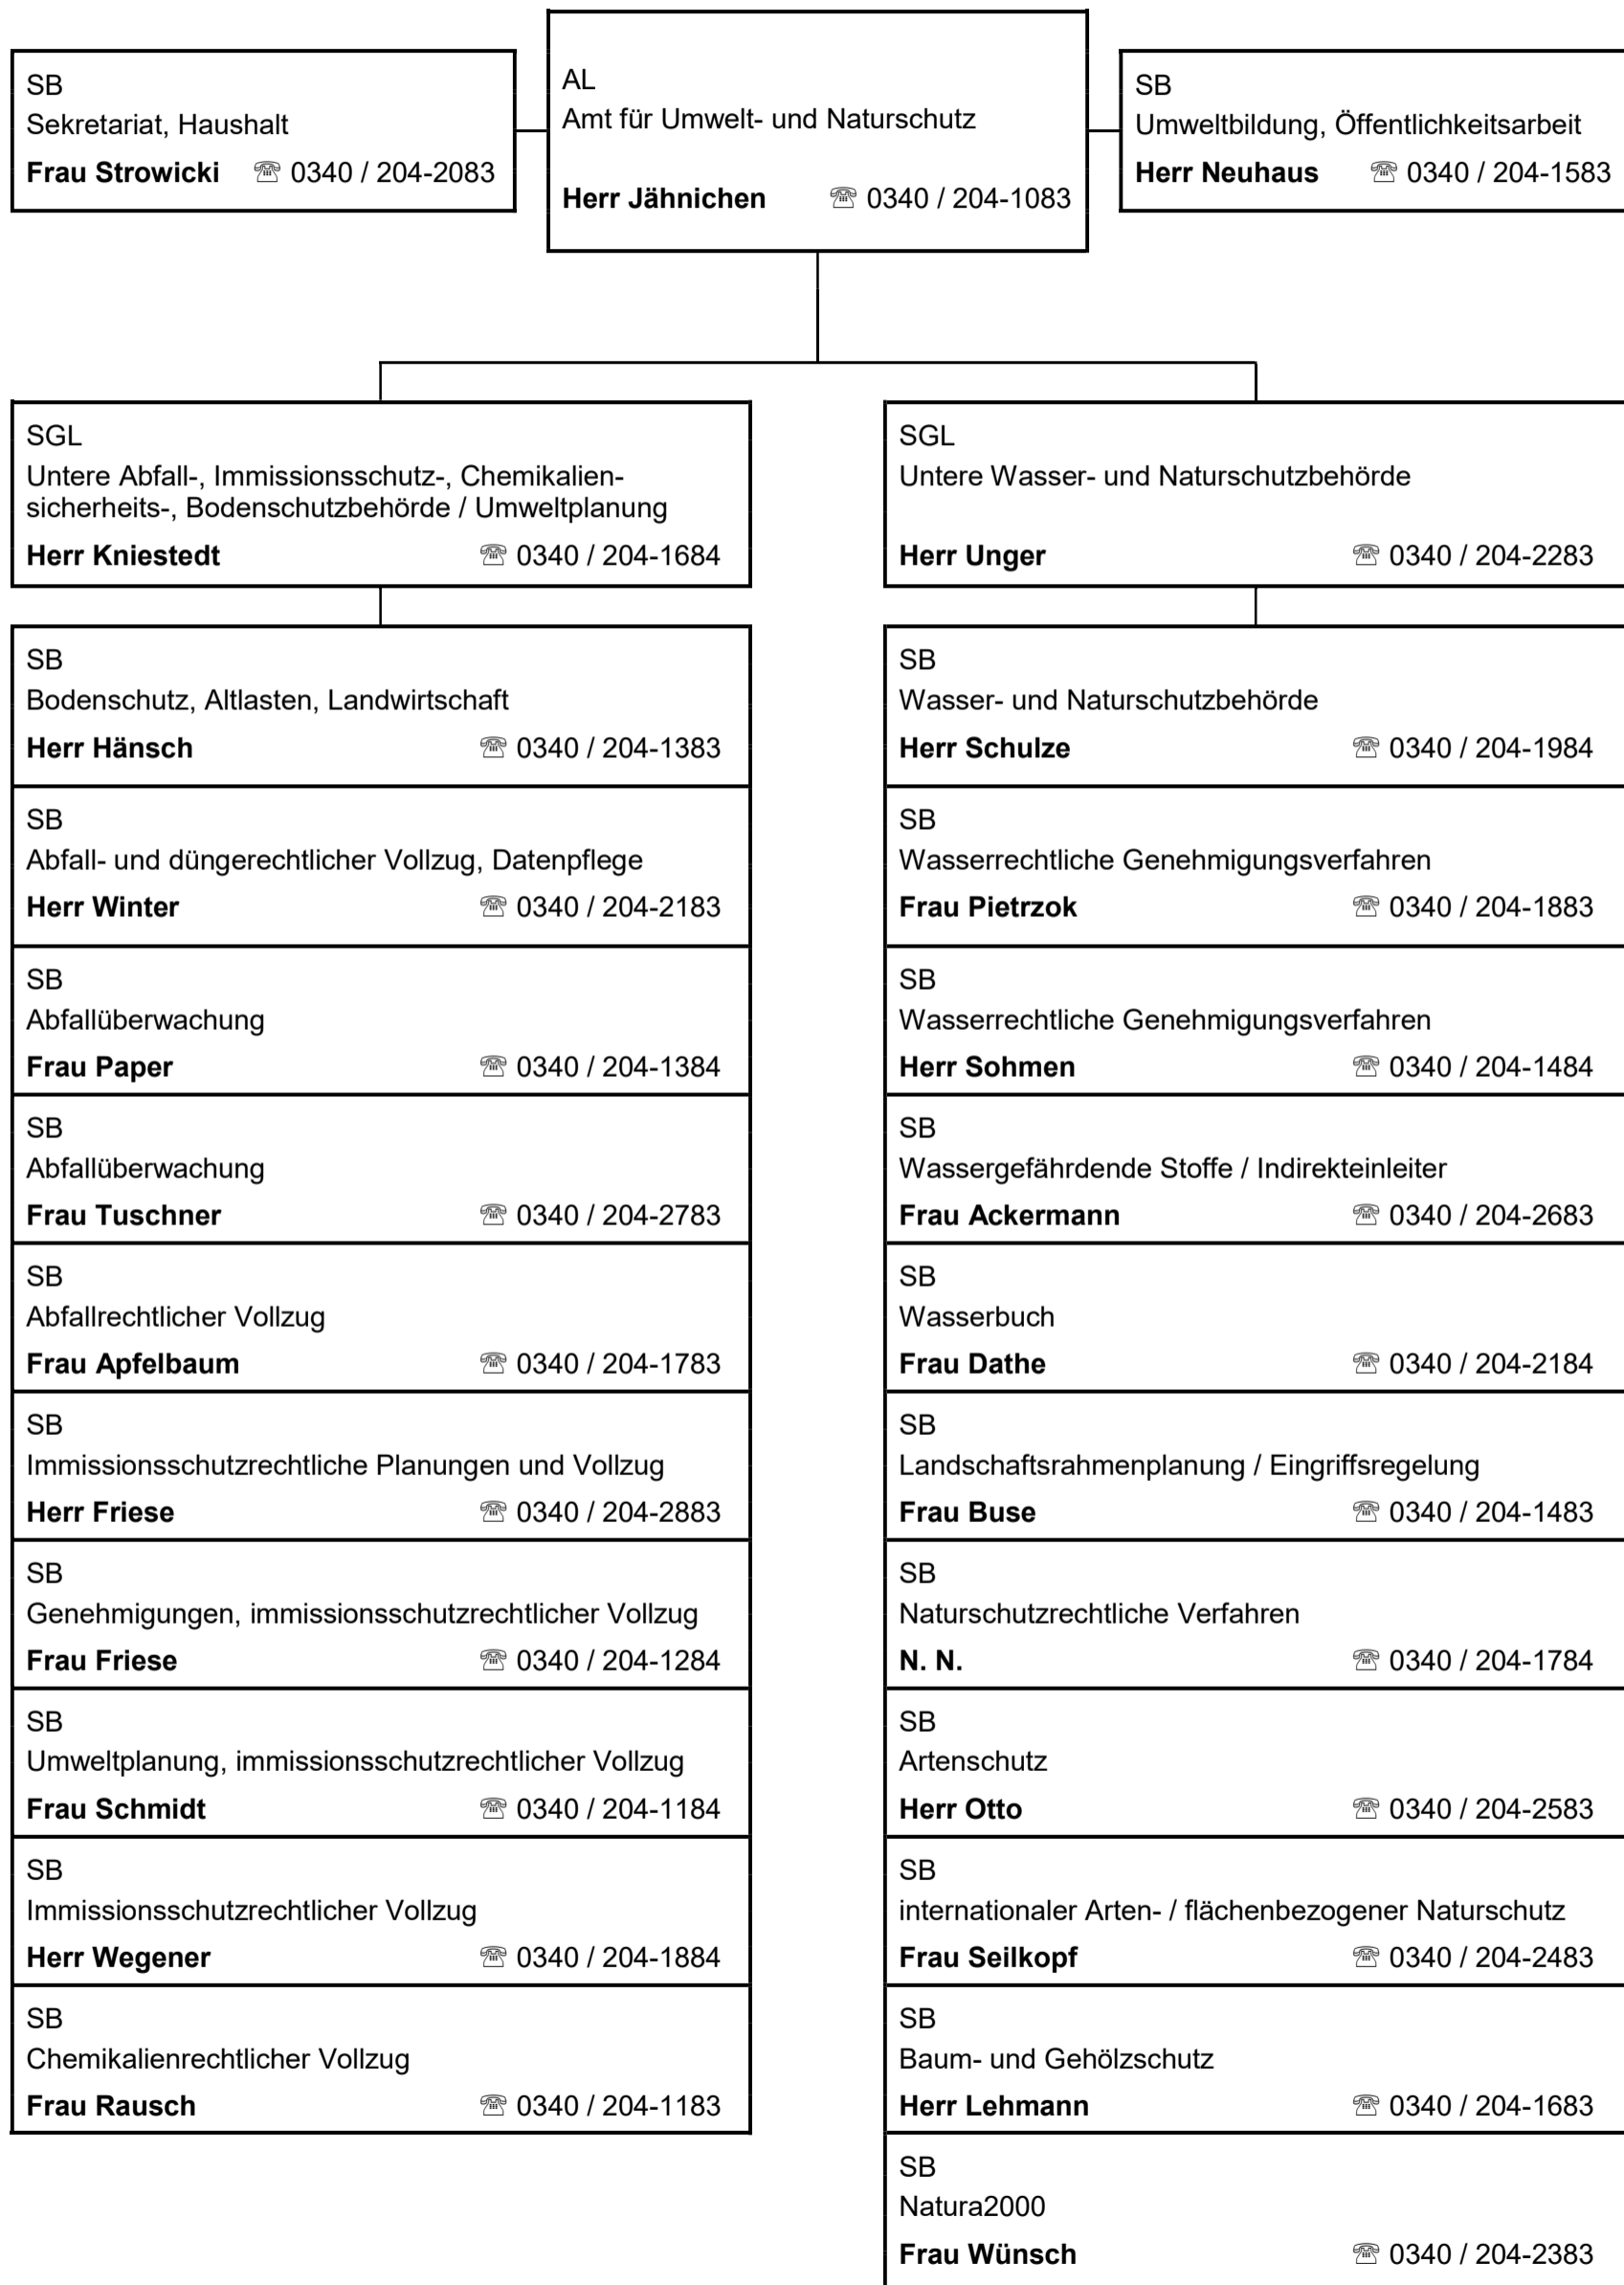 SB
Sekretariat, Haushalt
Frau Strowicki ☏ 0340 / 204-2083
AL
Amt für Umwelt- und Naturschutz
Herr Jähnichen ☏ 0340 / 204-1083
SB
Umweltbildung, Öffentlichkeitsarbeit
Herr Neuhaus ☏ 0340 / 204-1583
SGL
Untere Abfall-, Immissionsschutz-, Chemikalien-
sicherheits-, Bodenschutzbehörde / Umweltplanung
Herr Kniestedt ☏ 0340 / 204-1684
SB
Bodenschutz, Altlasten, Landwirtschaft
Herr Hänsch ☏ 0340 / 204-1383
SB
Abfall- und düngerechtlicher Vollzug, Datenpflege
Herr Winter ☏ 0340 / 204-2183
SB
Abfallüberwachung
Frau Paper ☏ 0340 / 204-1384
SB
Abfallüberwachung
Frau Tuschner ☏ 0340 / 204-2783
SB
Abfallrechtlicher Vollzug
Frau Apfelbaum ☏ 0340 / 204-1783
SB
Immissionsschutzrechtliche Planungen und Vollzug
Herr Friese ☏ 0340 / 204-2883
SB
Genehmigungen, immissionsschutzrechtlicher Vollzug
Frau Friese ☏ 0340 / 204-1284
SB
Umweltplanung, immissionsschutzrechtlicher Vollzug
Frau Schmidt ☏ 0340 / 204-1184
SB
Immissionsschutzrechtlicher Vollzug
Herr Wegener ☏ 0340 / 204-1884
SB
Chemikalienrechtlicher Vollzug
Frau Rausch ☏ 0340 / 204-1183
SGL
Untere Wasser- und Naturschutzbehörde
Herr Unger ☏ 0340 / 204-2283
SB
Wasser- und Naturschutzbehörde
Herr Schulze ☏ 0340 / 204-1984
SB
Wasserrechtliche Genehmigungsverfahren
Frau Pietrzok ☏ 0340 / 204-1883
SB
Wasserrechtliche Genehmigungsverfahren
Herr Sohmen ☏ 0340 / 204-1484
SB
Wassergefährdende Stoffe / Indirekteinleiter
Frau Ackermann ☏ 0340 / 204-2683
SB
Wasserbuch
Frau Dathe ☏ 0340 / 204-2184
SB
Landschaftsrahmenplanung / Eingriffsregelung
Frau Buse ☏ 0340 / 204-1483
SB
Naturschutzrechtliche Verfahren
N. N. ☏ 0340 / 204-1784
SB
Artenschutz
Herr Otto ☏ 0340 / 204-2583
SB
internationaler Arten- / flächenbezogener Naturschutz
Frau Seilkopf ☏ 0340 / 204-2483
SB
Baum- und Gehölzschutz
Herr Lehmann ☏ 0340 / 204-1683
SB
Natura2000
Frau Wünsch ☏ 0340 / 204-2383